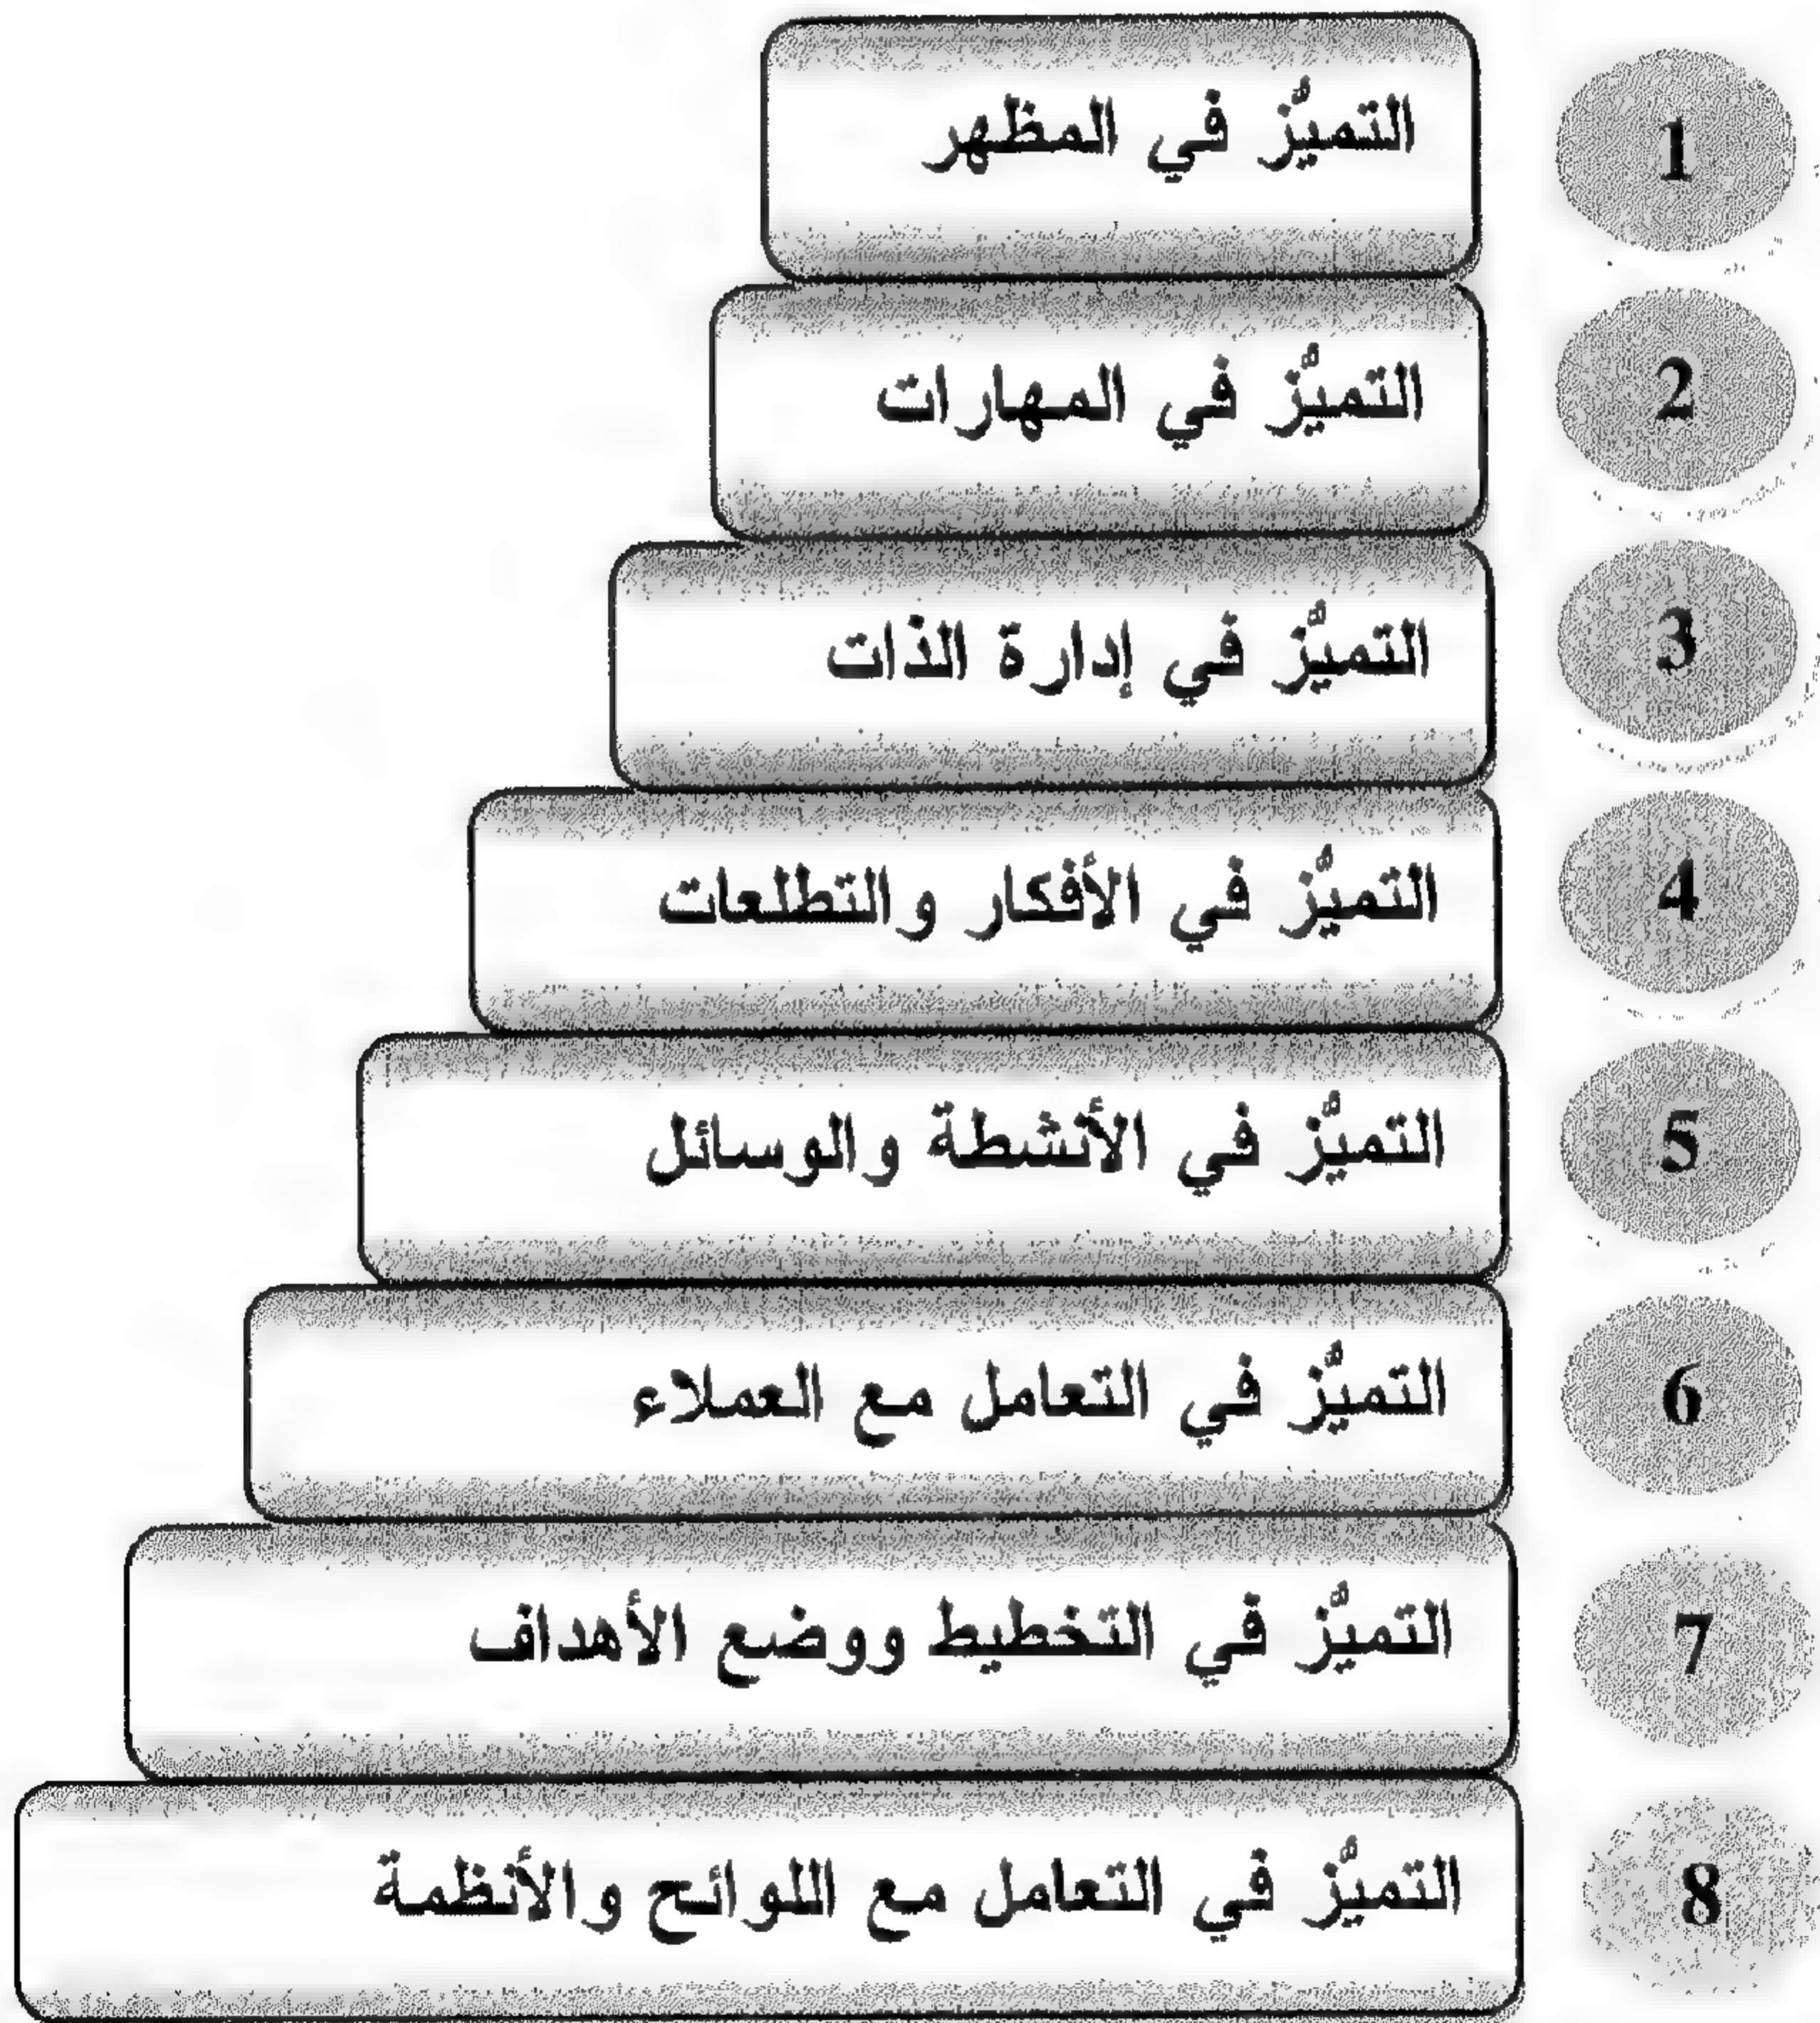 1 التميُّز في المظهر
2 التميُّز في المهارات
3 التميُّز في إدارة الذات
4 التميُّز في الأفكار والتطلعات
5 التميُّز في الأنشطة والوسائل
6 التميُّز في التعامل مع العملاء
7 التميُّز في التخطيط ووضع الأهداف
8 التميُّز في التعامل مع اللوائح والأنظمة